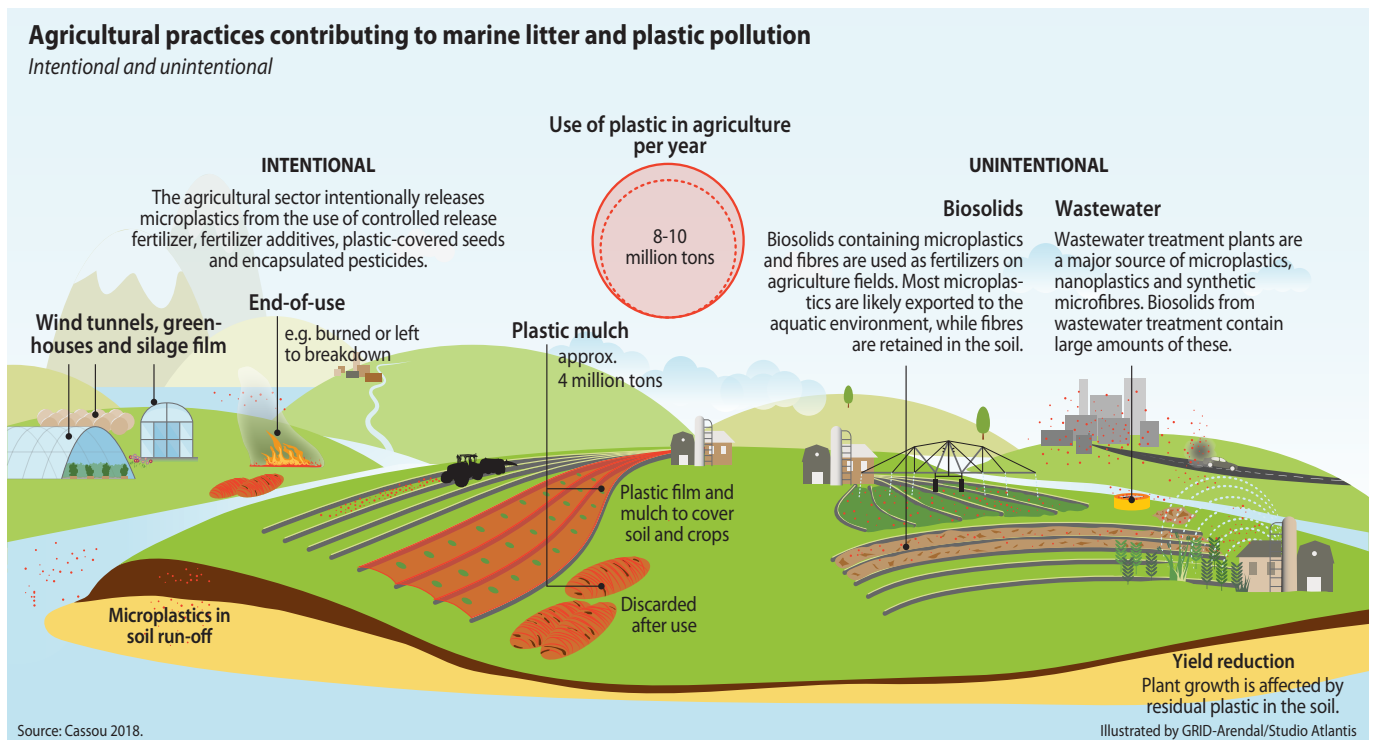 Agricultural practices contributing to marine litter and plastic pollution
Intentional and unintentional
Use of plastic in agriculture
per year
8-10
million tons
INTENTIONAL
The agricultural sector intentionally releases
microplastics from the use of controlled release
fertilizer, fertilizer additives, plastic-covered seeds
and encapsulated pesticides.
Wind tunnels, green-
houses and silage film
End-of-use
e.g. burned or left
to breakdown
Plastic mulch
approx.
4 million tons
Plastic film and
mulch to cover
soil and crops
Discarded
after use
UNINTENTIONAL
Biosolids
Biosolids containing microplastics
and fibres are used as fertilizers on
agriculture fields. Most microplas-
tics are likely exported to the
aquatic environment, while fibres
are retained in the soil.
Wastewater
Wastewater treatment plants are
a major source of microplastics,
nanoplastics and synthetic
microfibres. Biosolids from
wastewater treatment contain
large amounts of these.
Microplastics in
soil run-off
Yield reduction
Plant growth is affected by
residual plastic in the soil.
Source: Cassou 2018.
Illustrated by GRID-Arendal/Studio Atlantis